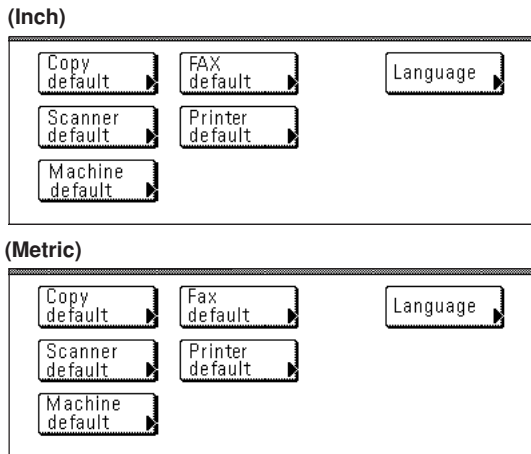 (Inch)
Copy
default
FAX
default
Language
Scanner
default
Printer
default
Machine
default
(Metric)
Copy
default
Fax
default
Language
Scanner
default
Printer
default
Machine
default